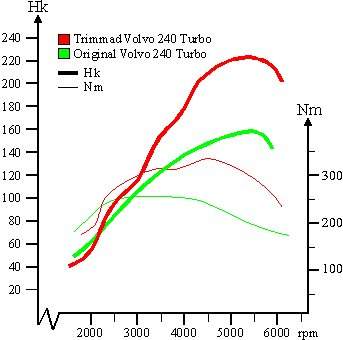 Hk
240
220
200
180
160
140
120
100
80
60
40
20
Trimmad Volvo 240 Turbo
Original Volvo 240 Turbo
Hk
Nm
Nm
300
200
100
2000 3000 4000 5000 6000 rpm